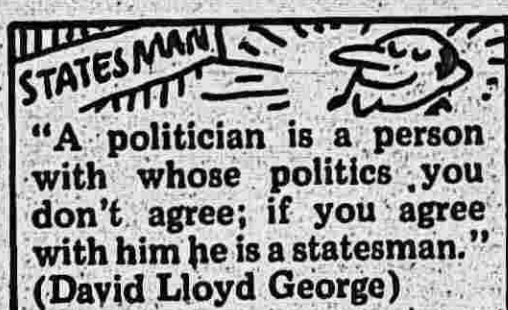 STATESMAN
“A politician is a person
with whose politics you
don't agree; if you agree
with him he is a statesman.”
(David Lloyd George)